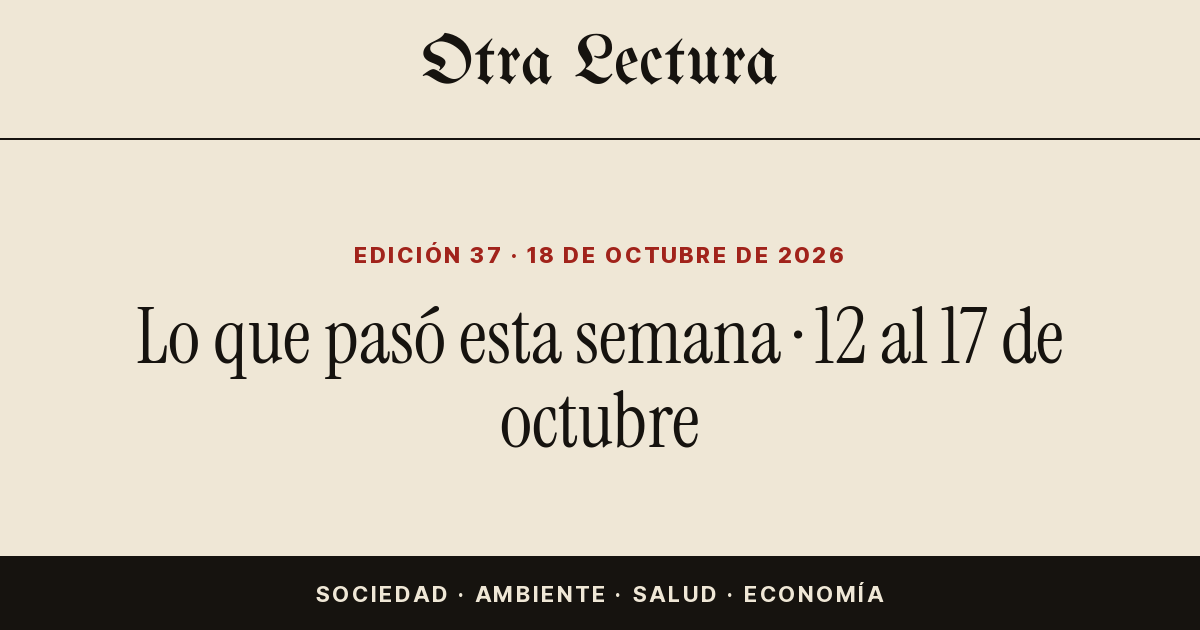 Otra Lectura
EDICIÓN 37 · 18 DE OCTUBRE DE 2026
Lo que pasó esta semana · 12 al 17 de
octubre
SOCIEDAD · AMBIENTE · SALUD · ECONOMÍA